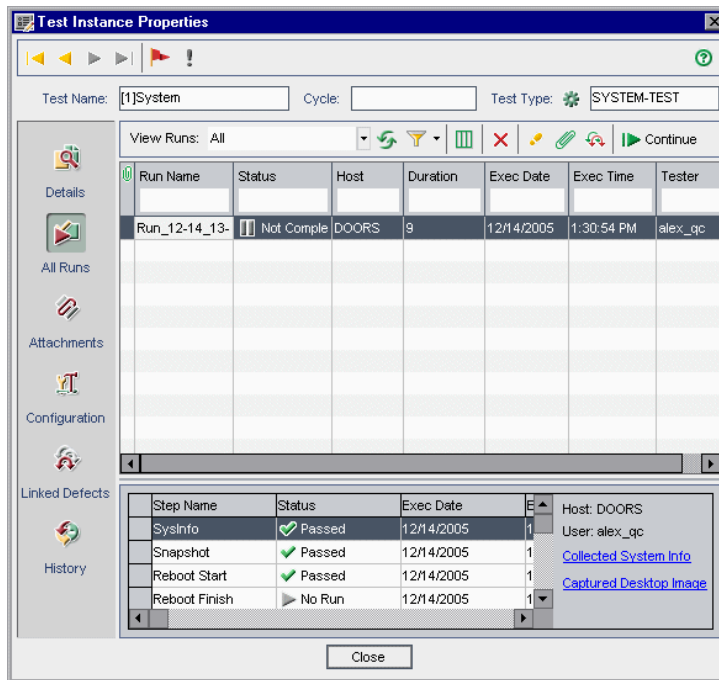 Test Instance Properties
Test Name: [1]System Cycle: Test Type: SYSTEM-TEST
View Runs: All Continue
Details
All Runs
Attachments
Configuration
Linked Defects
History
Run Name Status Host Duration Exec Date Exec Time Tester
Run_12-14_13- Not Comple DOORS 9 12/14/2005 1:30:54 PM alex_qc
Step Name Status Exec Date E
SysInfo Passed 12/14/2005 1
Snapshot Passed 12/14/2005 1
Reboot Start Passed 12/14/2005 1
Reboot Finish No Run 12/14/2005 1
Host: DOORS
User: alex_qc
Collected System Info
Captured Desktop Image
Close